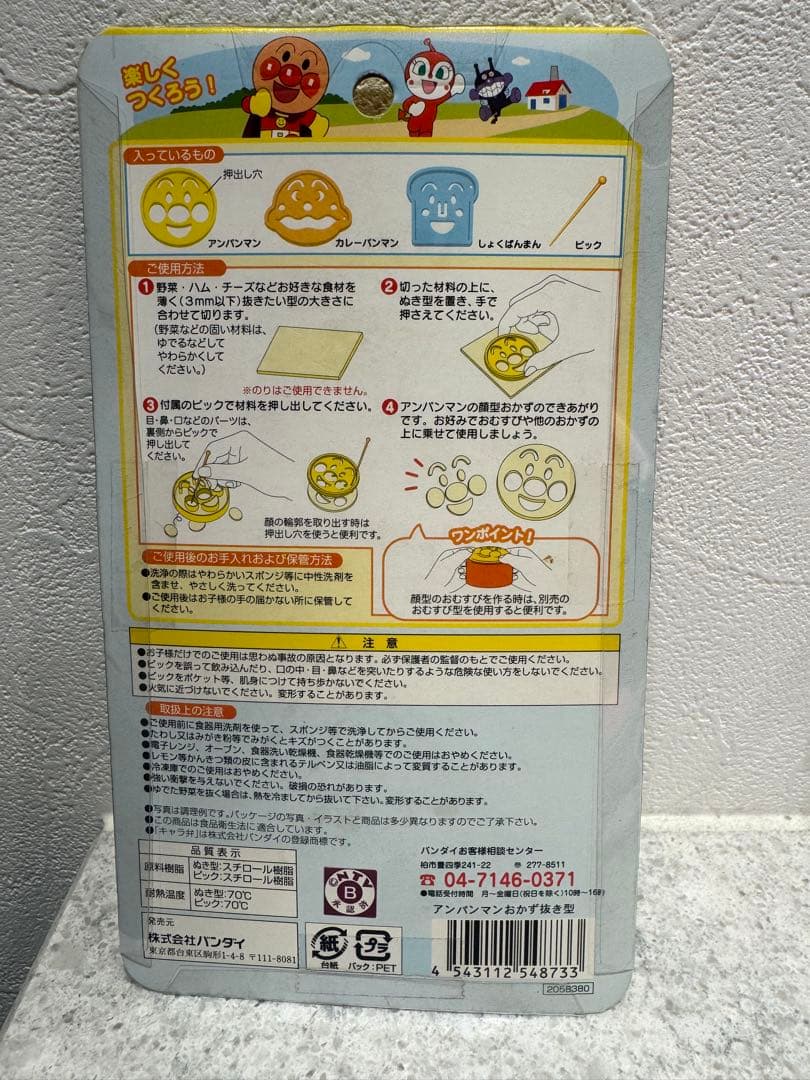 楽しく
つくろう!
入っているもの
押出し穴
アンパンマン
カレーパンマン
しょくぱんまん
ピック
ご使用方法
1 野菜・ハム・チーズなどお好きな食材を
薄く(3mm以下)抜きたい型の大きさに
合わせて切ります。
(野菜などの固い材料は、
ゆでるなどして
やわらかくして
ください。)
※のりはご使用できません。
2 切った材料の上に、
ぬき型を置き、手で
押さえてください。
3 付属のピックで材料を押し出してください。
目・鼻・口などのパーツは、
裏側からピックで
押し出して
ください。
顔の輪郭を取り出す時は
押出し穴を使うと便利です。
4 アンパンマンの顔型おかずのできあがり
です。お好みでおむすびや他のおかずの
上に乗せて使用しましょう。
ワンポイント!
顔型のおむすびを作る時は、別売の
おむすび型を使用すると便利です。
ご使用後のお手入れおよび保管方法
●洗浄の際はやわらかいスポンジ等に中性洗剤を
含ませ、やさしく洗ってください。
●ご使用後はお子様の手の届かない所に保管して
ください。
⚠ 注意
●お子様だけでのご使用は思わぬ事故の原因となります。必ず保護者の監督のもとでご使用ください。
●ピックを誤って飲み込んだり、口の中・目・鼻などを突いたりするような危険な使い方をしないでください。
●ピックをポケット等、肌身につけて持ち歩かないでください。
●火気に近づけないでください。変形することがあります。
取扱上の注意
●ご使用前に食器用洗剤を使って、スポンジ等で洗浄してからご使用ください。
●たわし又はみがき粉等でみがくとキズがつくことがあります。
●電子レンジ、オーブン、食器洗い乾燥機、食器乾燥機等でのご使用はおやめください。
●レモン等かんきつ類の皮に含まれるテルペン又は油脂によって変質することがあります。
●冷凍庫でのご使用はおやめください。
●強い衝撃を与えないでください。破損の恐れがあります。
●ゆでた野菜を抜く場合は、熱を冷ましてから抜いて下さい。変形することがあります。
●写真は調理例です。パッケージの写真・イラストと商品は多少異なりますのでご了承下さい。
●この商品は食品衛生法に適合しています。
●「キャラ弁」は株式会社バンダイの登録商標です。
品質表示
原料樹脂
ぬき型:スチロール樹脂
ピック:スチロール樹脂
耐熱温度
ぬき型:70℃
ピック:70℃
発売元
株式会社バンダイ
東京都台東区駒形1-4-8 〒111-8081
NTV
B
承認済
紙
台紙
プラ
パック:PET
バンダイお客様相談センター
柏市豊四季241-22 〒 277-8511
☎ 04-7146-0371
●電話受付時間 月〜金曜日(祝日を除く)10時〜16時
アンパンマンおかず抜き型
4 543112 548733
2058380